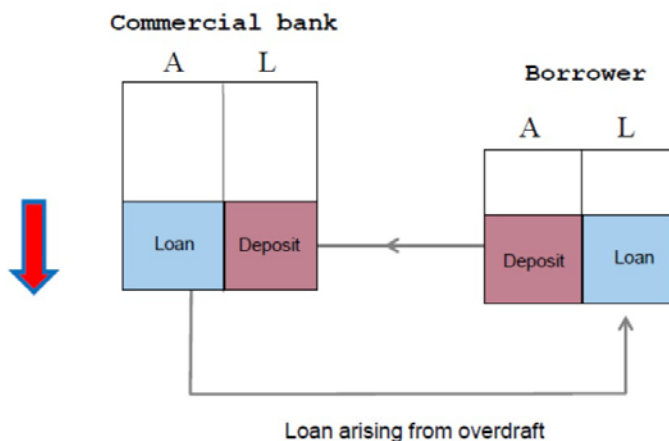 Commercial bank
A L
Borrower
A L
Loan Deposit
Deposit Loan
Loan arising from overdraft